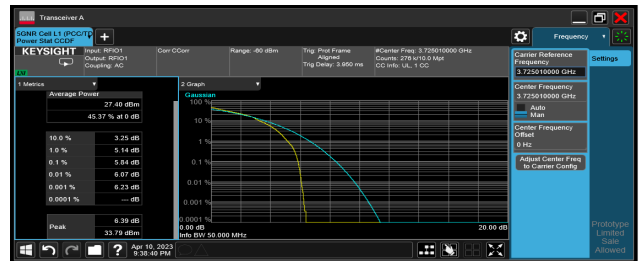 Transceiver A
5GNR Cell L1 (PCC/TD
Power Stat CCDF
Frequency
KEYSIGHT
Input: RFIO1
Output: RFIO1
Coupling: AC
Corr CCorr
Range: -60 dBm
Trig: Prot Frame
Aligned
Trig Delay: 3.950 ms
#Center Freq: 3.725010000 GHz
Counts: 276 k/10.0 Mpt
CC Info: UL, 1 CC
LU
Carrier Reference
Frequency
3.725010000 GHz
Settings
1 Metrics
Average Power
27.40 dBm
45.37 % at 0 dB
10.0 % 3.25 dB
1.0 % 5.14 dB
0.1 % 5.84 dB
0.01 % 6.07 dB
0.001 % 6.23 dB
0.0001 % — dB
Peak
6.39 dB
33.79 dBm
2 Graph
Gaussian
100 %
10 %
1 %
0.1 %
0.01 %
0.001 %
0.0001 %
0.00 dB
20.00 dB
Info BW 50.000 MHz
Center Frequency
3.725010000 GHz
Auto
Man
Center Frequency
Offset
0 Hz
Adjust Center Freq
to Carrier Config
Prototype
Limited
Sale
Allowed
Apr 10, 2023
9:38:40 PM